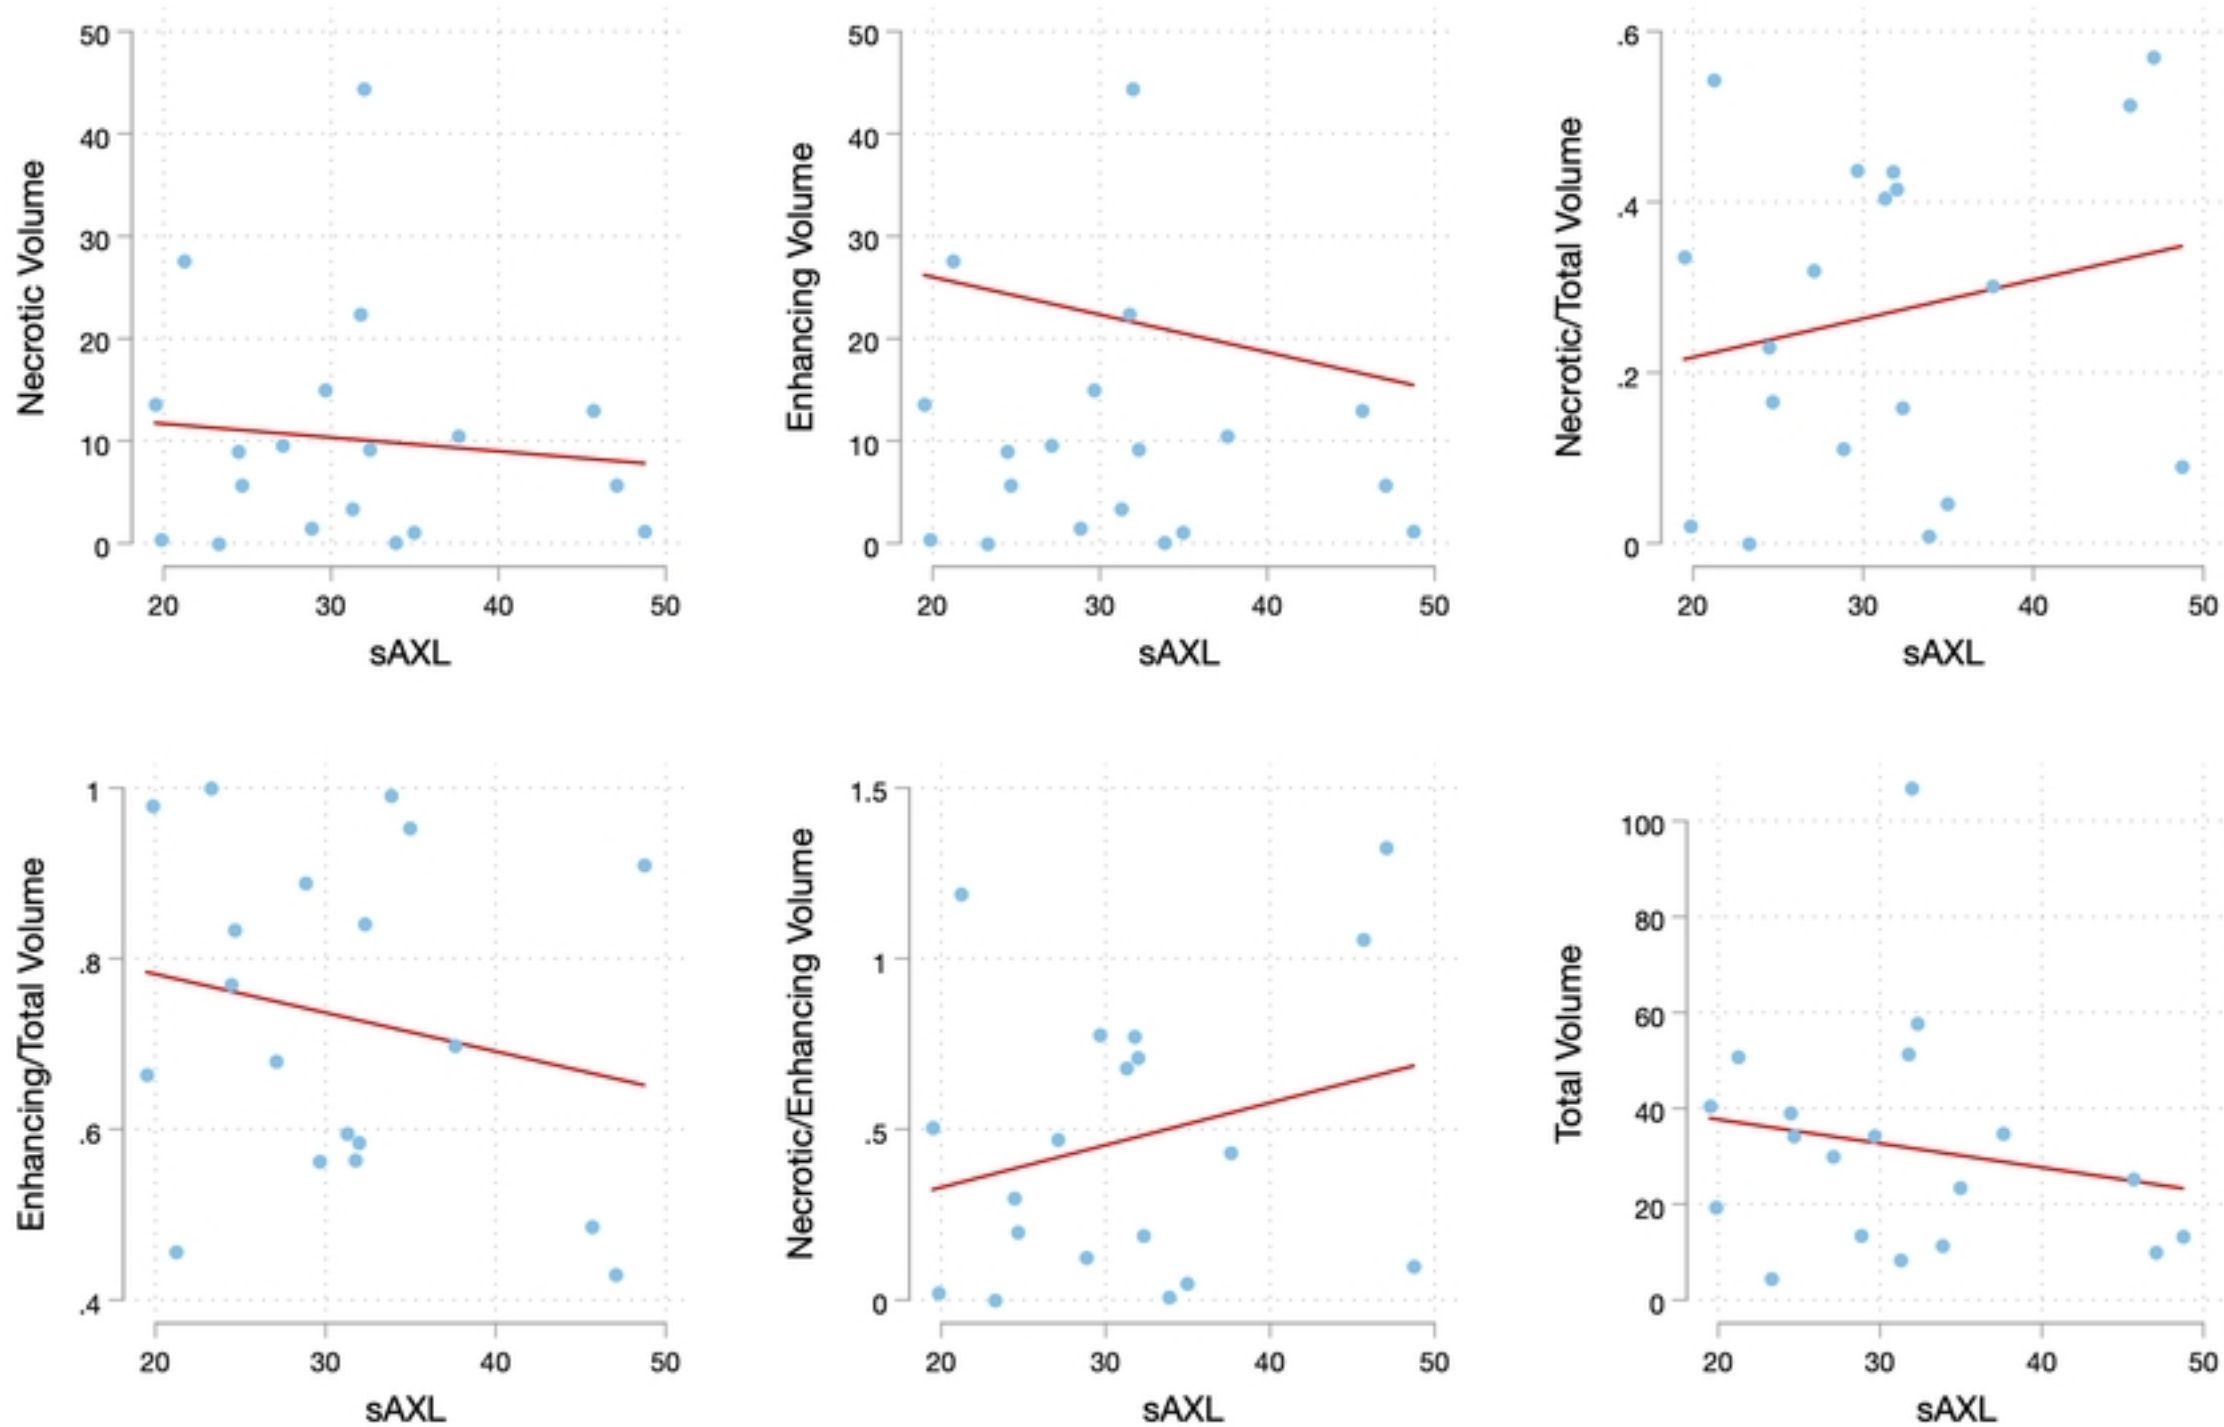 Necrotic Volume
50
40
30
20
10
0
20 30 40 50
sAXL
Enhancing Volume
50
40
30
20
10
0
20 30 40 50
sAXL
Necrotic/Total Volume
.6
.4
.2
0
20 30 40 50
sAXL
Enhancing/Total Volume
1
.8
.6
.4
20 30 40 50
sAXL
Necrotic/Enhancing Volume
1.5
1
.5
0
20 30 40 50
sAXL
Total Volume
100
80
60
40
20
0
20 30 40 50
sAXL